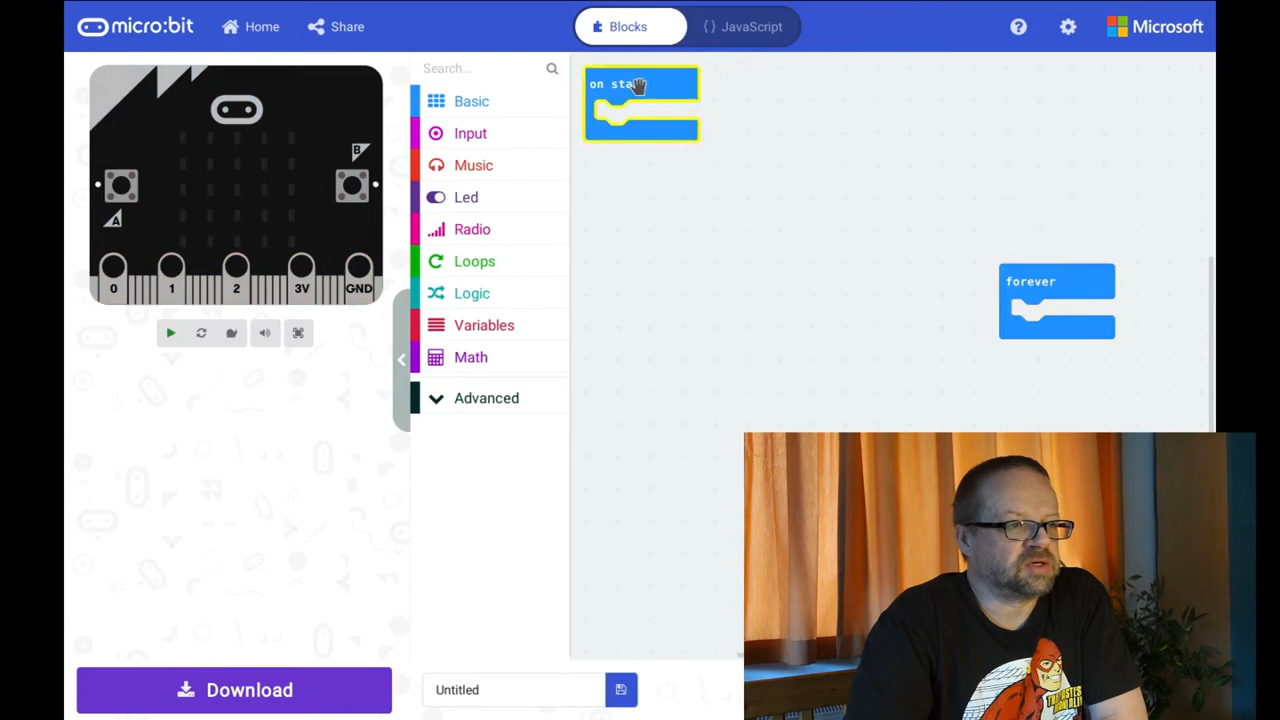 micro:bit
Home
Share
Blocks
{ } JavaScript
?
Microsoft
Search...
Basic
Input
Music
Led
Radio
Loops
Logic
Variables
Math
Advanced
A
B
0 1 2 3V GND
on
forever
Download
Untitled